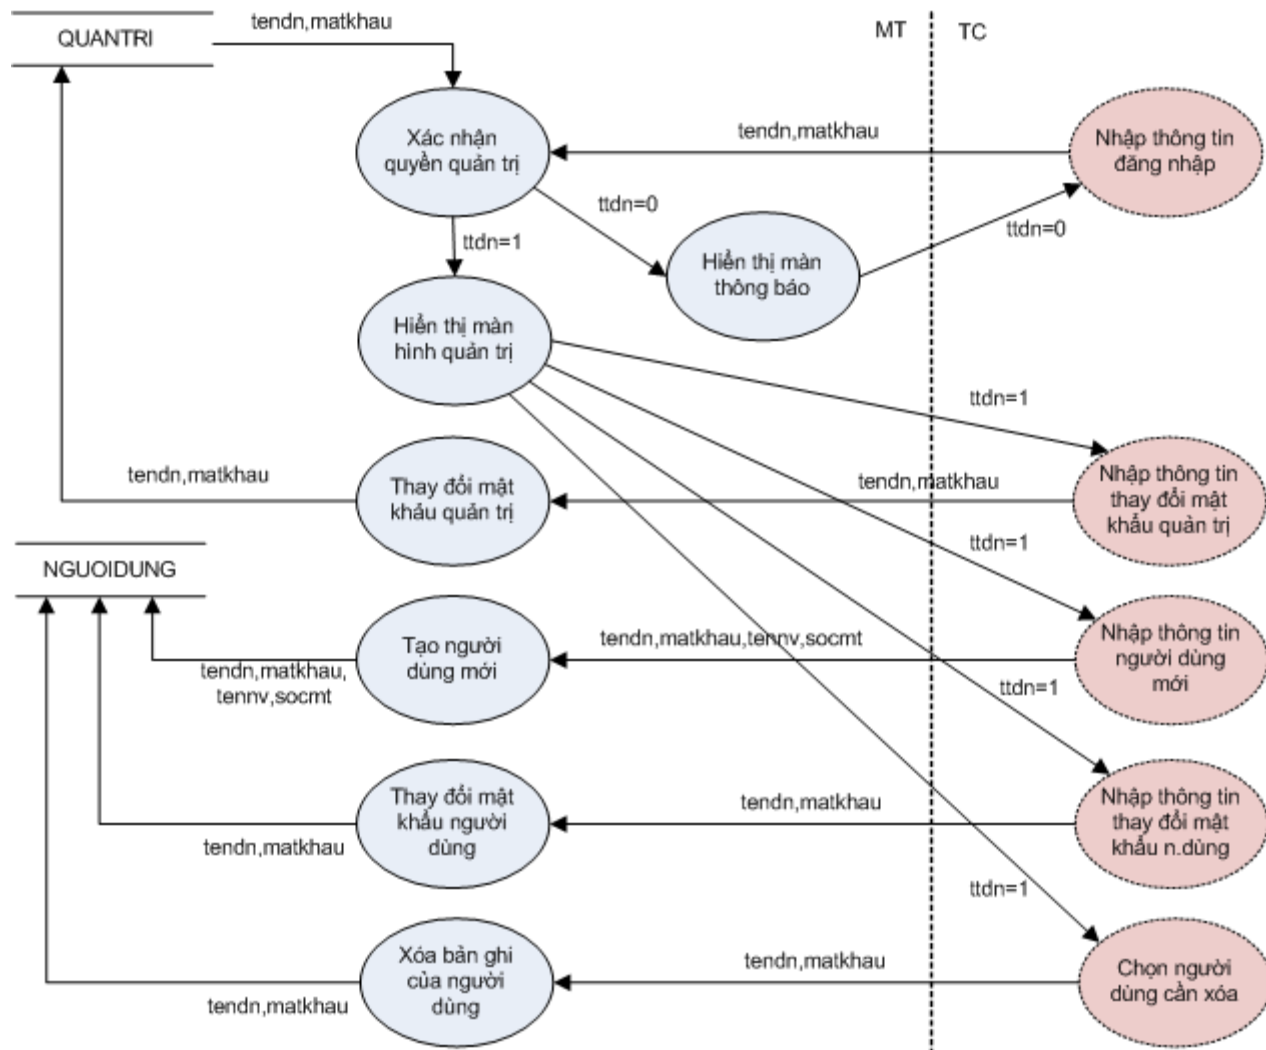 tendn,matkhau
QUANTRI
MT
TC
Xác nhận
quyền quản trị
tendn,matkhau
Nhập thông tin
đăng nhập
ttdn=0
ttdn=0
ttdn=1
Hiển thị màn
thông báo
Hiển thị màn
hình quản trị
ttdn=1
tendn,matkhau
Thay đổi mật
khẩu quản trị
tendn,matkhau
Nhập thông tin
thay đổi mật
khẩu quản trị
ttdn=1
NGUOIDUNG
tendn,matkhau,
tennv,socmt
Tạo người
dùng mới
tendn,matkhau,tennv,socmt
Nhập thông tin
người dùng
mới
ttdn=1
Thay đổi mật
khẩu người
dùng
tendn,matkhau
tendn,matkhau
Nhập thông tin
thay đổi mật
khẩu n.dùng
ttdn=1
Xóa bản ghi
của người
dùng
tendn,matkhau
tendn,matkhau
Chọn người
dùng cần xóa